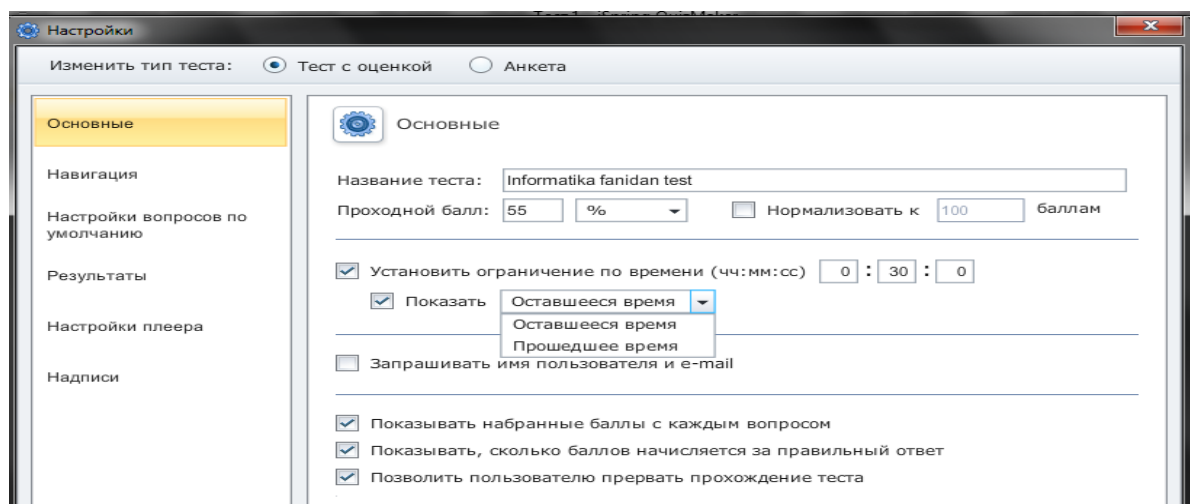 Настройки
Изменить тип теста: Тест с оценкой Анкета
Основные
Навигация
Настройки вопросов по
умолчанию
Результаты
Настройки плеера
Надписи
Основные
Название теста: Informatika fanidan test
Проходной балл: 55 % Нормализовать к 100 баллам
Установить ограничение по времени (чч:мм:сс) 0 : 30 : 0
Показать Оставшееся время
Оставшееся время
Прошедшее время
Запрашивать имя пользователя и e-mail
Показывать набранные баллы с каждым вопросом
Показывать, сколько баллов начисляется за правильный ответ
Позволить пользователю прервать прохождение теста